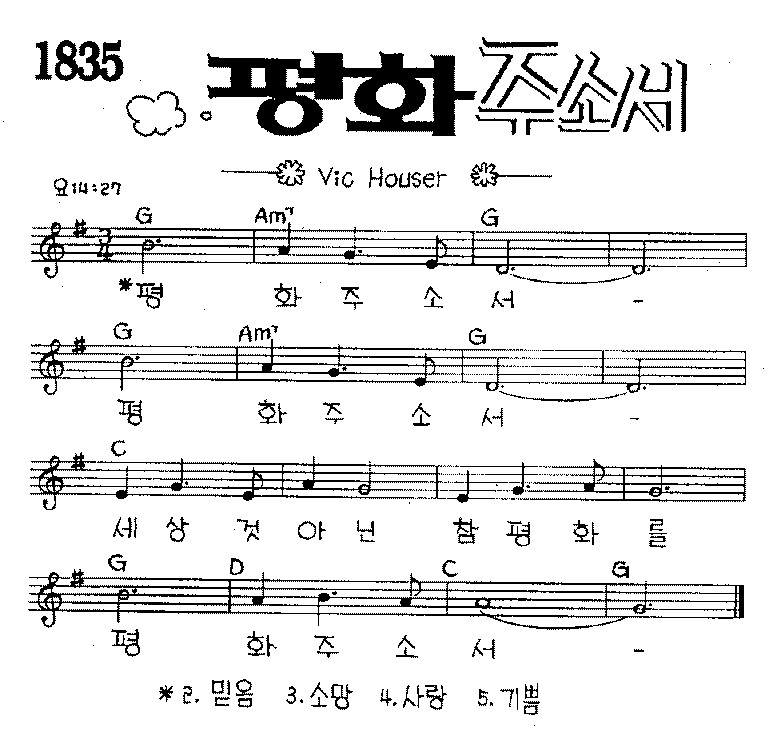 1835
평화주소서
Vic Houser
요14:27
G Am7 G
3/4
*평 화 주 소 서 -
G Am7 G
평 화 주 소 서 -
C
세 상 것 아 닌 참 평 화 를
G D C G
평 화 주 소 서 -
*2. 믿음 3. 소망 4. 사랑 5. 기쁨